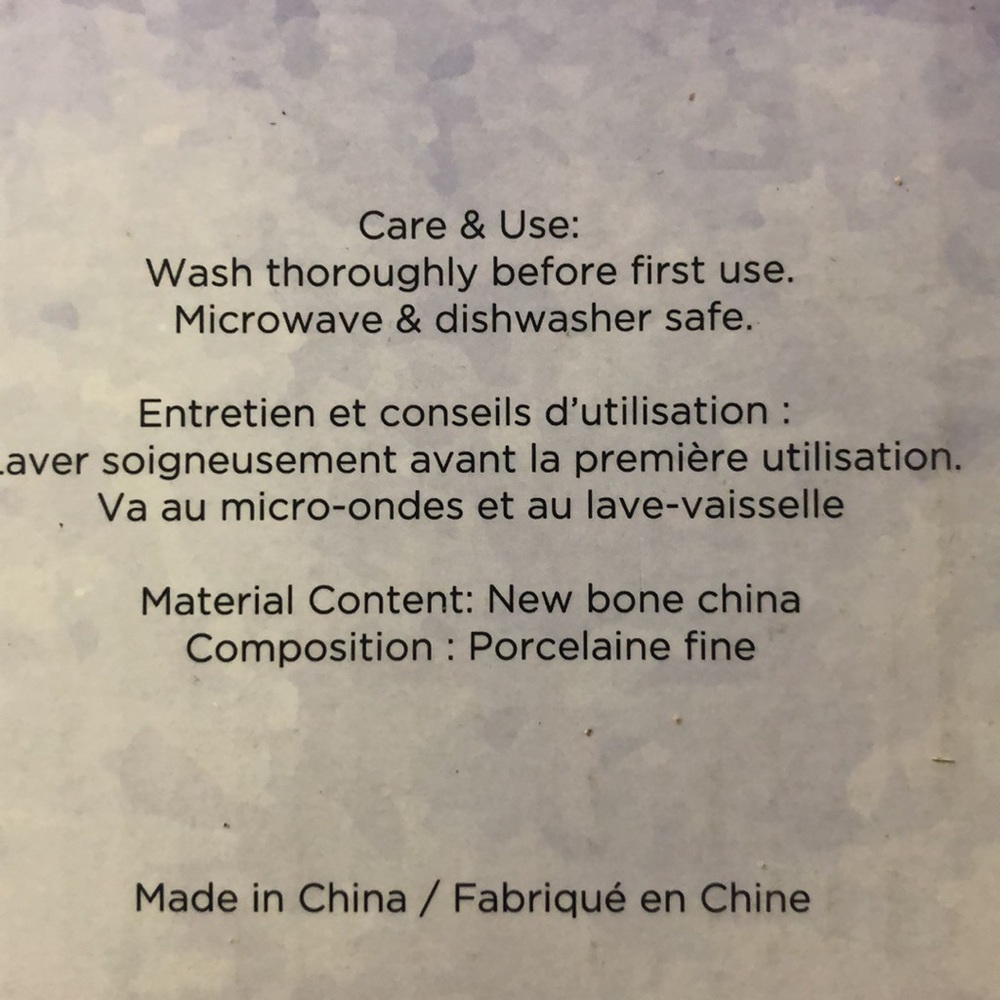 Care & Use:
Wash thoroughly before first use.
Microwave & dishwasher safe.
Entretien et conseils d'utilisation :
Laver soigneusement avant la première utilisation.
Va au micro-ondes et au lave-vaisselle
Material Content: New bone china
Composition : Porcelaine fine
Made in China / Fabriqué en Chine